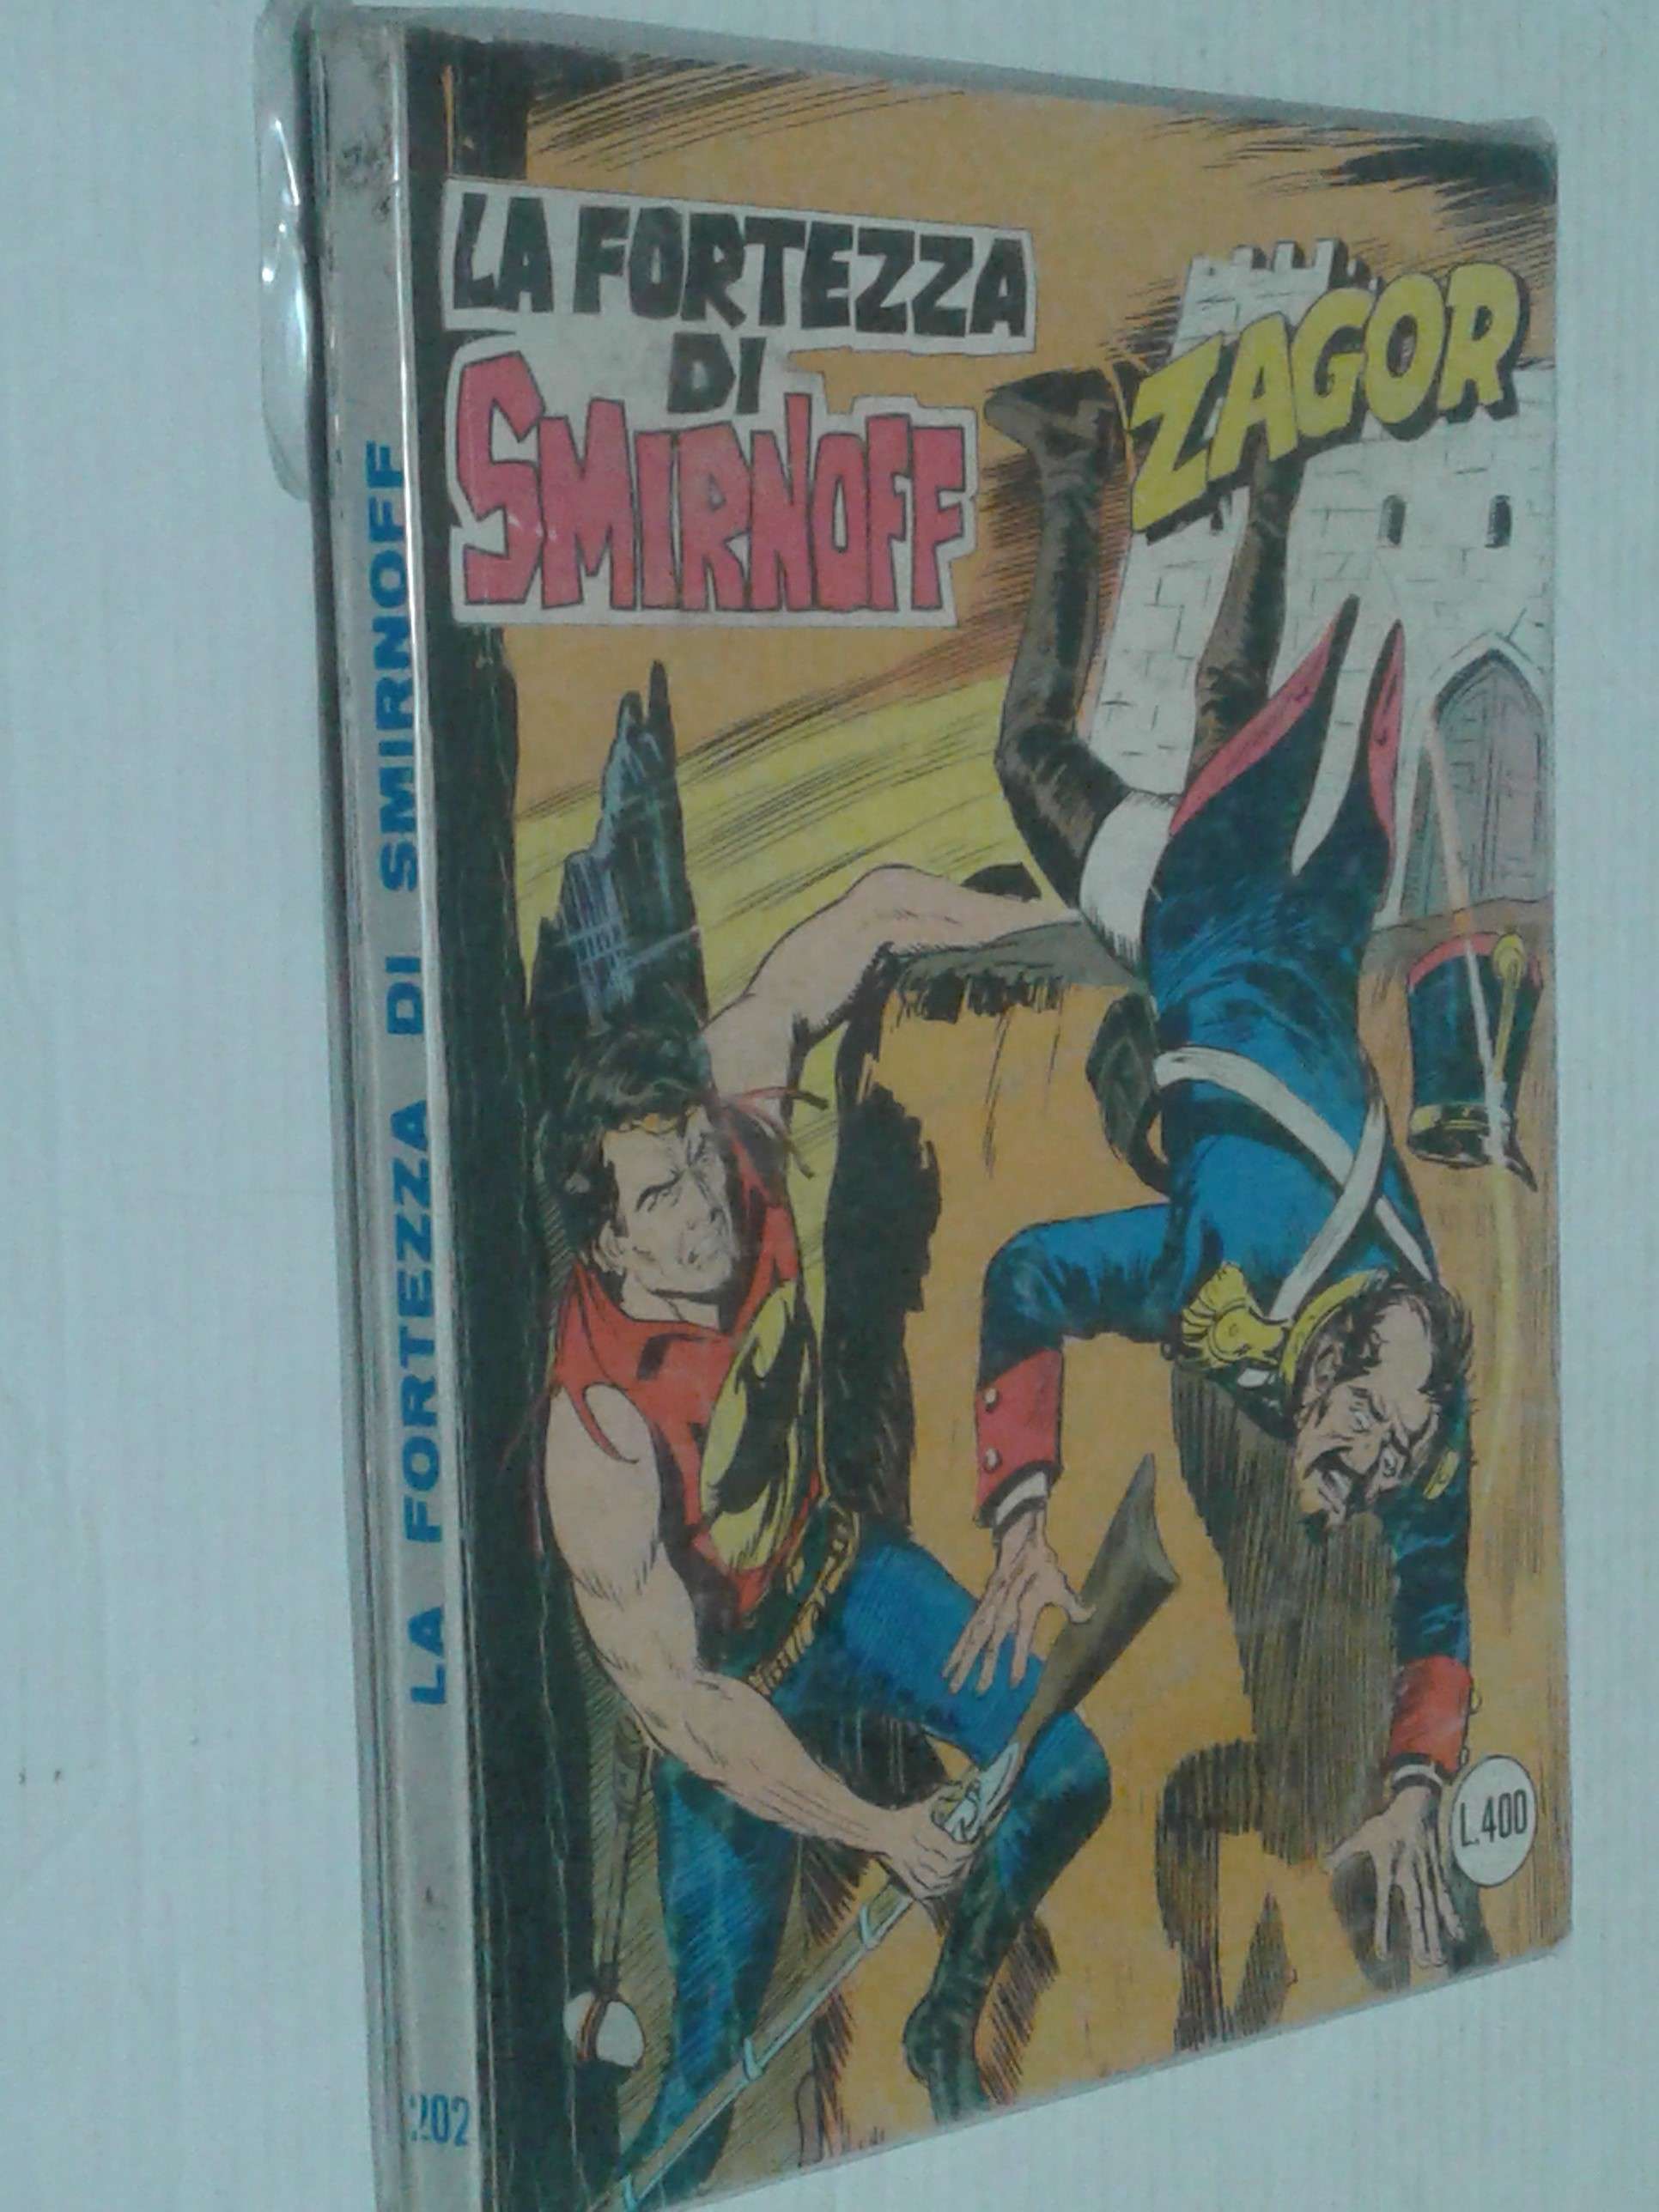 LA FORTEZZA
DI
SMIRNOFF
ZAGOR
L.400
LA FORTEZZA DI SMIRNOFF
202